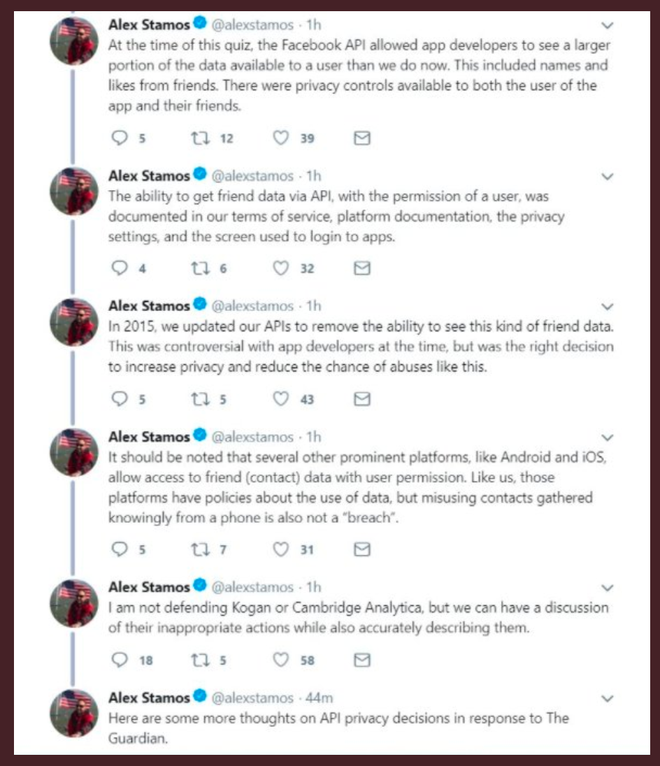 Alex Stamos @alexstamos · 1h
At the time of this quiz, the Facebook API allowed app developers to see a larger
portion of the data available to a user than we do now. This included names and
likes from friends. There were privacy controls available to both the user of the
app and their friends.
5 12 39
Alex Stamos @alexstamos · 1h
The ability to get friend data via API, with the permission of a user, was
documented in our terms of service, platform documentation, the privacy
settings, and the screen used to login to apps.
4 6 32
Alex Stamos @alexstamos · 1h
In 2015, we updated our APIs to remove the ability to see this kind of friend data.
This was controversial with app developers at the time, but was the right decision
to increase privacy and reduce the chance of abuses like this.
5 5 43
Alex Stamos @alexstamos · 1h
It should be noted that several other prominent platforms, like Android and iOS,
allow access to friend (contact) data with user permission. Like us, those
platforms have policies about the use of data, but misusing contacts gathered
knowingly from a phone is also not a "breach".
5 7 31
Alex Stamos @alexstamos · 1h
I am not defending Kogan or Cambridge Analytica, but we can have a discussion
of their inappropriate actions while also accurately describing them.
18 5 58
Alex Stamos @alexstamos · 44m
Here are some more thoughts on API privacy decisions in response to The
Guardian.